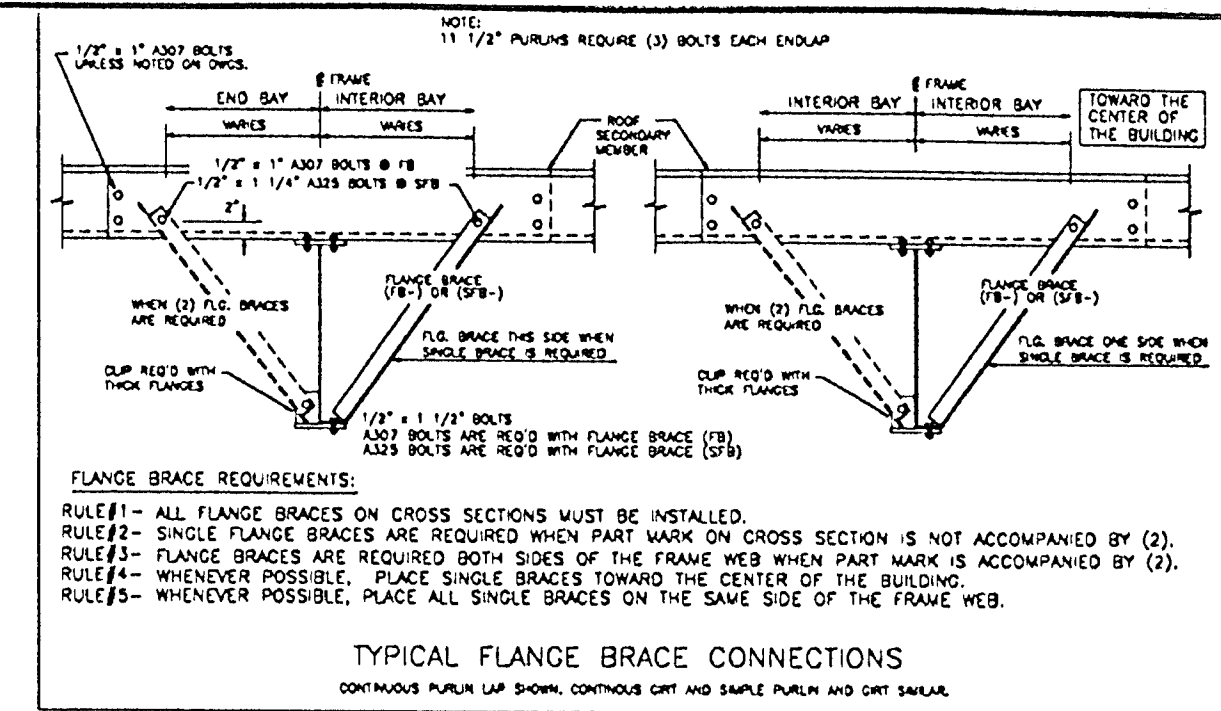 NOTE:
11 1/2" PURLINS REQUIRE (3) BOLTS EACH ENDLAP
1/2" x 1" A307 BOLTS
UNLESS NOTED ON DWGS.
℄ FRAME
END BAY
INTERIOR BAY
VARIES
VARIES
ROOF
SECONDARY
MEMBER
℄ FRAME
INTERIOR BAY
INTERIOR BAY
VARIES
VARIES
TOWARD THE
CENTER OF
THE BUILDING
1/2" x 1" A307 BOLTS @ FB
1/2" x 1 1/4" A325 BOLTS @ SFB
2"
FLANGE BRACE
(FB-) OR (SFB-)
WHEN (2) FLG. BRACES
ARE REQUIRED
FLG. BRACE THIS SIDE WHEN
SINGLE BRACE IS REQUIRED
CLIP REQ'D WITH
THICK FLANGES
FLANGE BRACE
(FB-) OR (SFB-)
WHEN (2) FLG. BRACES
ARE REQUIRED
FLG. BRACE ONE SIDE WHEN
SINGLE BRACE IS REQUIRED
CLIP REQ'D WITH
THICK FLANGES
1/2" x 1 1/2" BOLTS
A307 BOLTS ARE REQ'D WITH FLANGE BRACE (FB)
A325 BOLTS ARE REQ'D WITH FLANGE BRACE (SFB)
FLANGE BRACE REQUIREMENTS:
RULE#1- ALL FLANGE BRACES ON CROSS SECTIONS MUST BE INSTALLED.
RULE#2- SINGLE FLANGE BRACES ARE REQUIRED WHEN PART MARK ON CROSS SECTION IS NOT ACCOMPANIED BY (2).
RULE#3- FLANGE BRACES ARE REQUIRED BOTH SIDES OF THE FRAME WEB WHEN PART MARK IS ACCOMPANIED BY (2).
RULE#4- WHENEVER POSSIBLE, PLACE SINGLE BRACES TOWARD THE CENTER OF THE BUILDING.
RULE#5- WHENEVER POSSIBLE, PLACE ALL SINGLE BRACES ON THE SAME SIDE OF THE FRAME WEB.
TYPICAL FLANGE BRACE CONNECTIONS
CONTINUOUS PURLIN LAP SHOWN, CONTINOUS GIRT AND SIMPLE PURLIN AND GIRT SIMILAR.